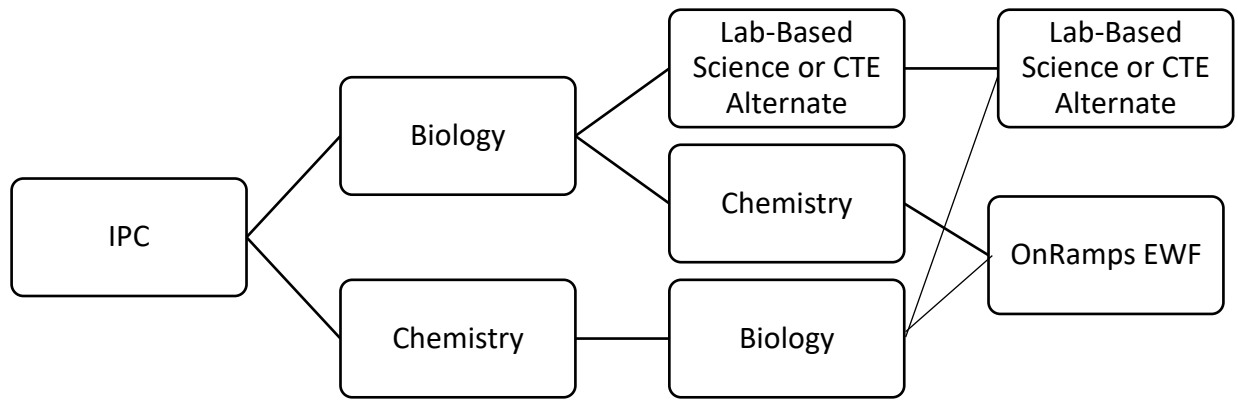 IPC
Biology
Chemistry
Lab-Based
Science or CTE
Alternate
Chemistry
Biology
Lab-Based
Science or CTE
Alternate
OnRamps EWF